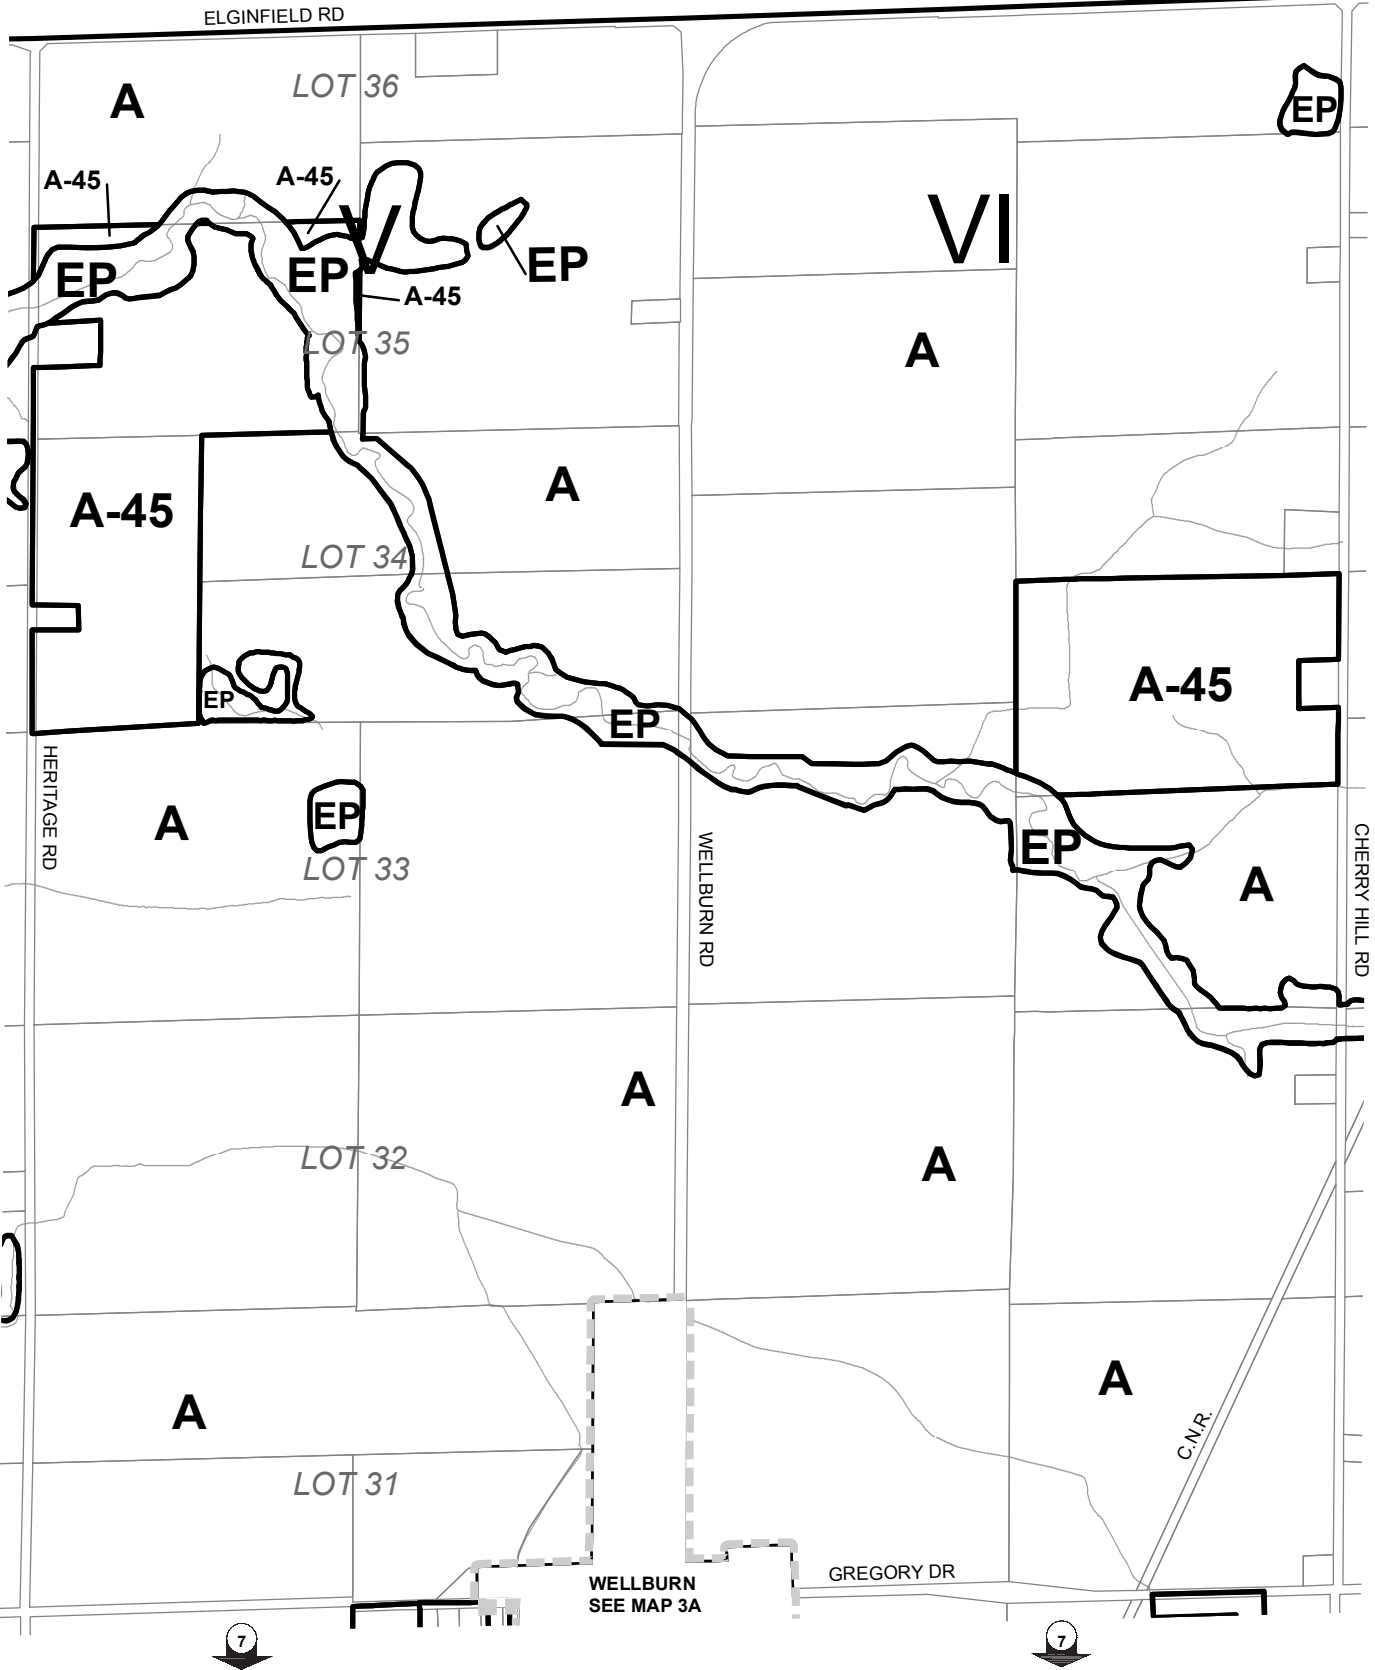 ELGINFIELD RD
LOT 36
A
EP
A-45
A-45
V
VI
EP
EP
EP
A-45
LOT 35
A
A
A-45
LOT 34
A-45
EP
EP
HERITAGE RD
A
EP
LOT 33
WELLBURN RD
EP
A
CHERRY HILL RD
A
LOT 32
A
A
A
C.N.R.
LOT 31
GREGORY DR
WELLBURN
SEE MAP 3A
7
7